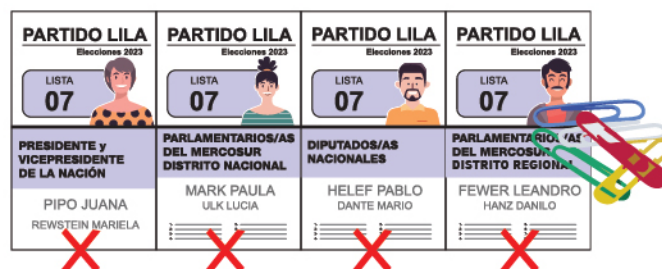 PARTIDO LILA
Elecciones 2023
LISTA
07
PRESIDENTE y
VICEPRESIDENTE
DE LA NACIÓN
PIPO JUANA
REWSTEIN MARIELA
PARTIDO LILA
Elecciones 2023
LISTA
07
PARLAMENTARIOS/AS
DEL MERCOSUR
DISTRITO NACIONAL
MARK PAULA
ULK LUCIA
PARTIDO LILA
Elecciones 2023
LISTA
07
DIPUTADOS/AS
NACIONALES
HELEF PABLO
DANTE MARIO
PARTIDO LILA
Elecciones 2023
LISTA
07
PARLAMENTARIOS/AS
DEL MERCOSUR
DISTRITO REGIONAL
FEWER LEANDRO
HANZ DANILO